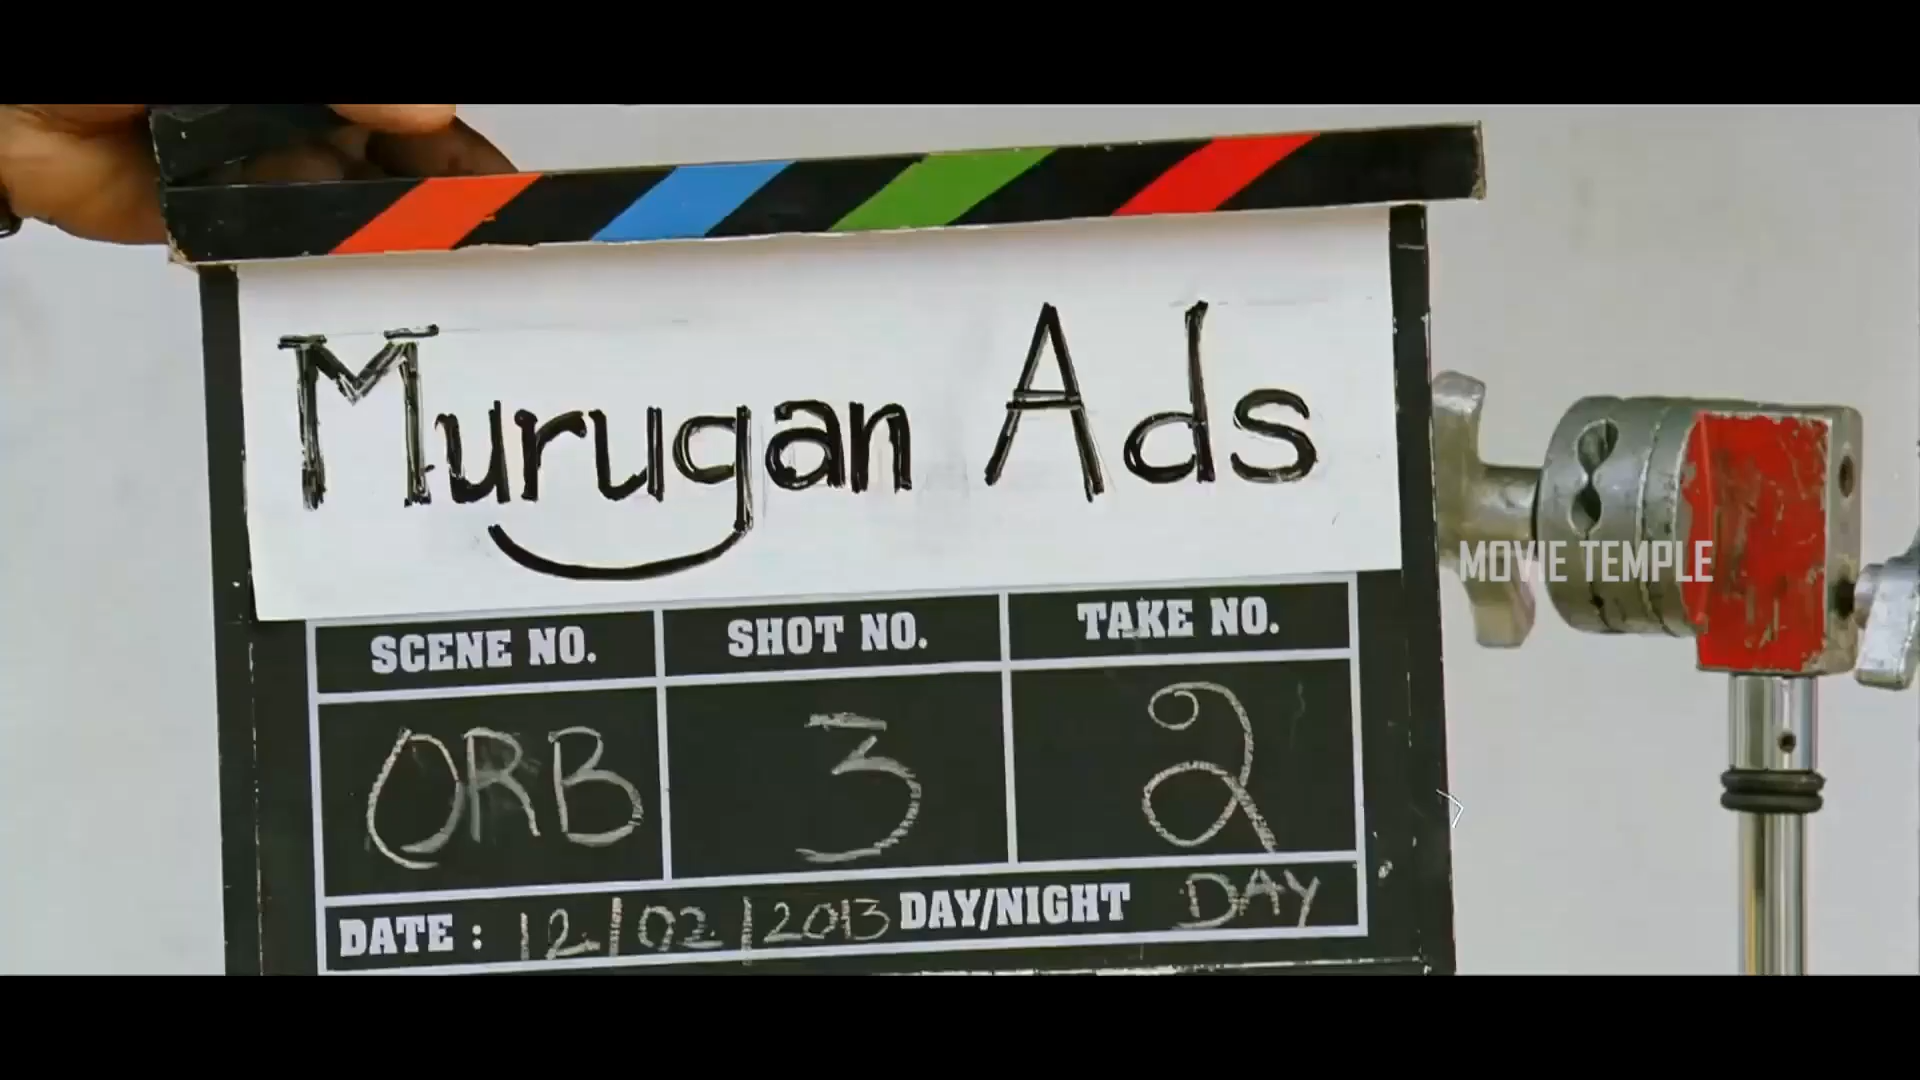 Murugan Ads
MOVIE TEMPLE
SCENE NO. SHOT NO. TAKE NO.
ORB 3 2
DATE : 12/02/2013 DAY/NIGHT DAY